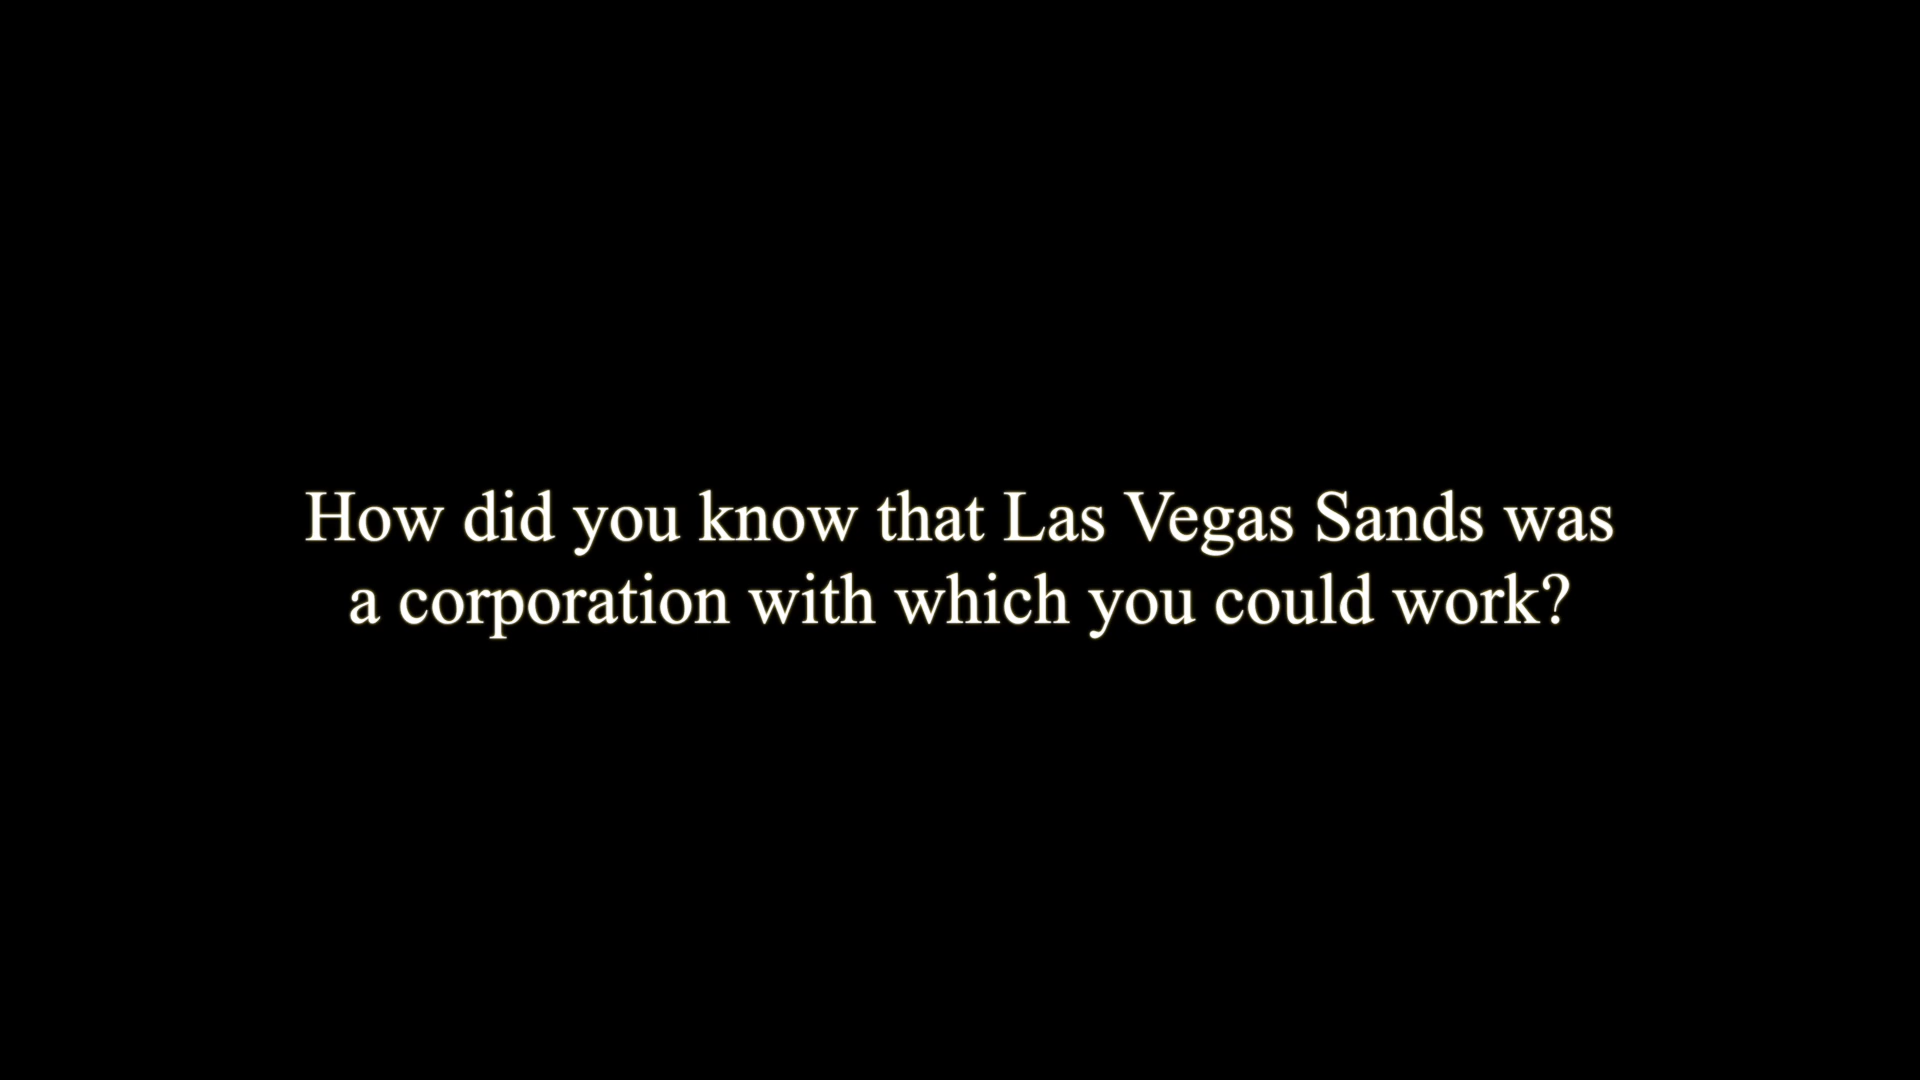 How did you know that Las Vegas Sands was
a corporation with which you could work?